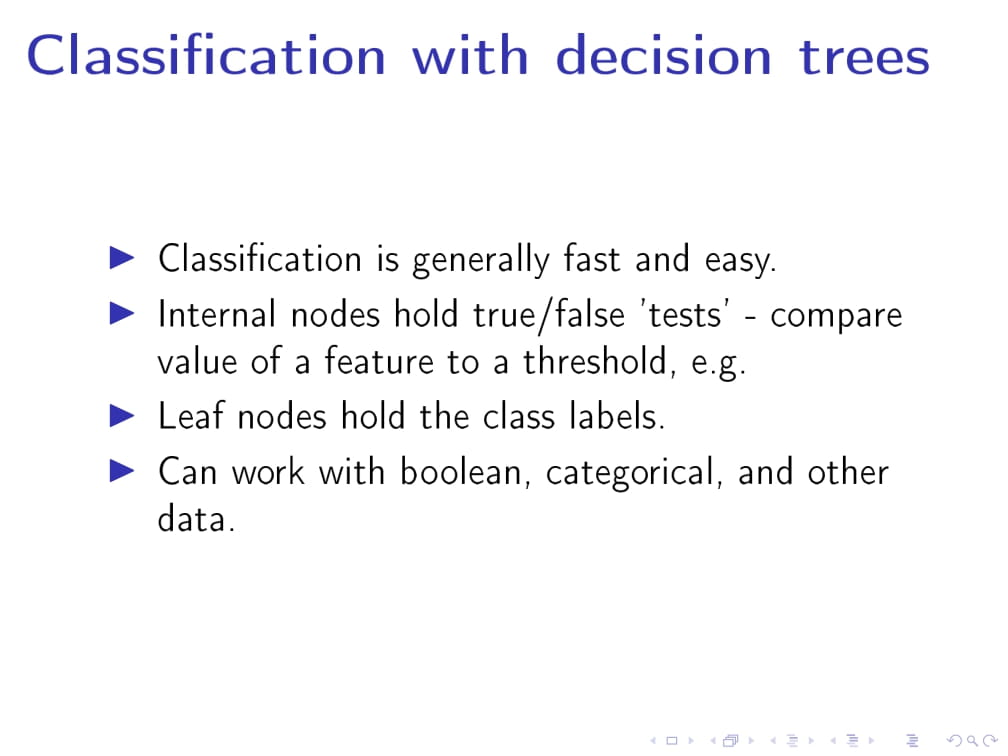 Classification with decision trees
Classification is generally fast and easy.
Internal nodes hold true/false 'tests' - compare
value of a feature to a threshold, e.g.
Leaf nodes hold the class labels.
Can work with boolean, categorical, and other
data.